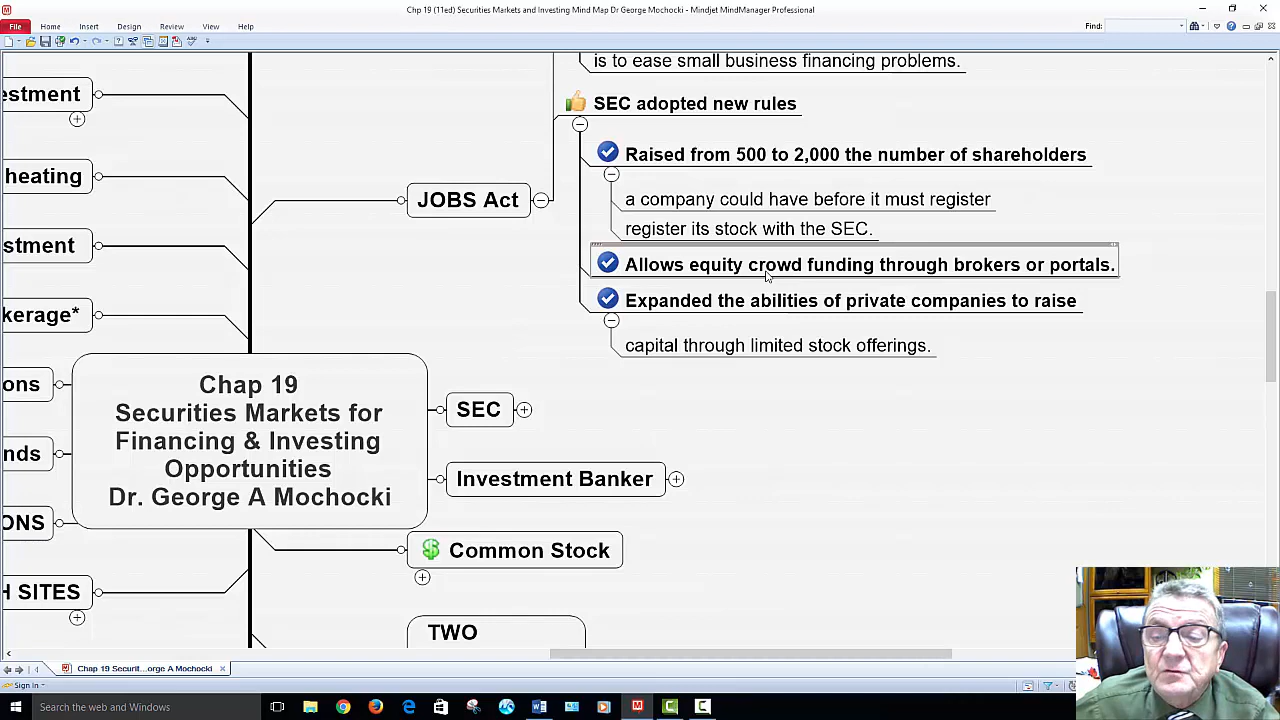 Chp 19 (11ed) Securities Markets and Investing Mind Map Dr George Mochocki - Mindjet MindManager Professional
File Home Insert Design Review View Help
Find:
is to ease small business financing problems.
estment
SEC adopted new rules
Raised from 500 to 2,000 the number of shareholders
heating
JOBS Act
a company could have before it must register
register its stock with the SEC.
stment
Allows equity crowd funding through brokers or portals.
Expanded the abilities of private companies to raise
kerage*
capital through limited stock offerings.
Chap 19
Securities Markets for
Financing & Investing
Opportunities
Dr. George A Mochocki
ons
SEC
nds
Investment Banker
ONS
Common Stock
H SITES
TWO
Chap 19 Securit...orge A Mochocki
Sign In
Search the web and Windows